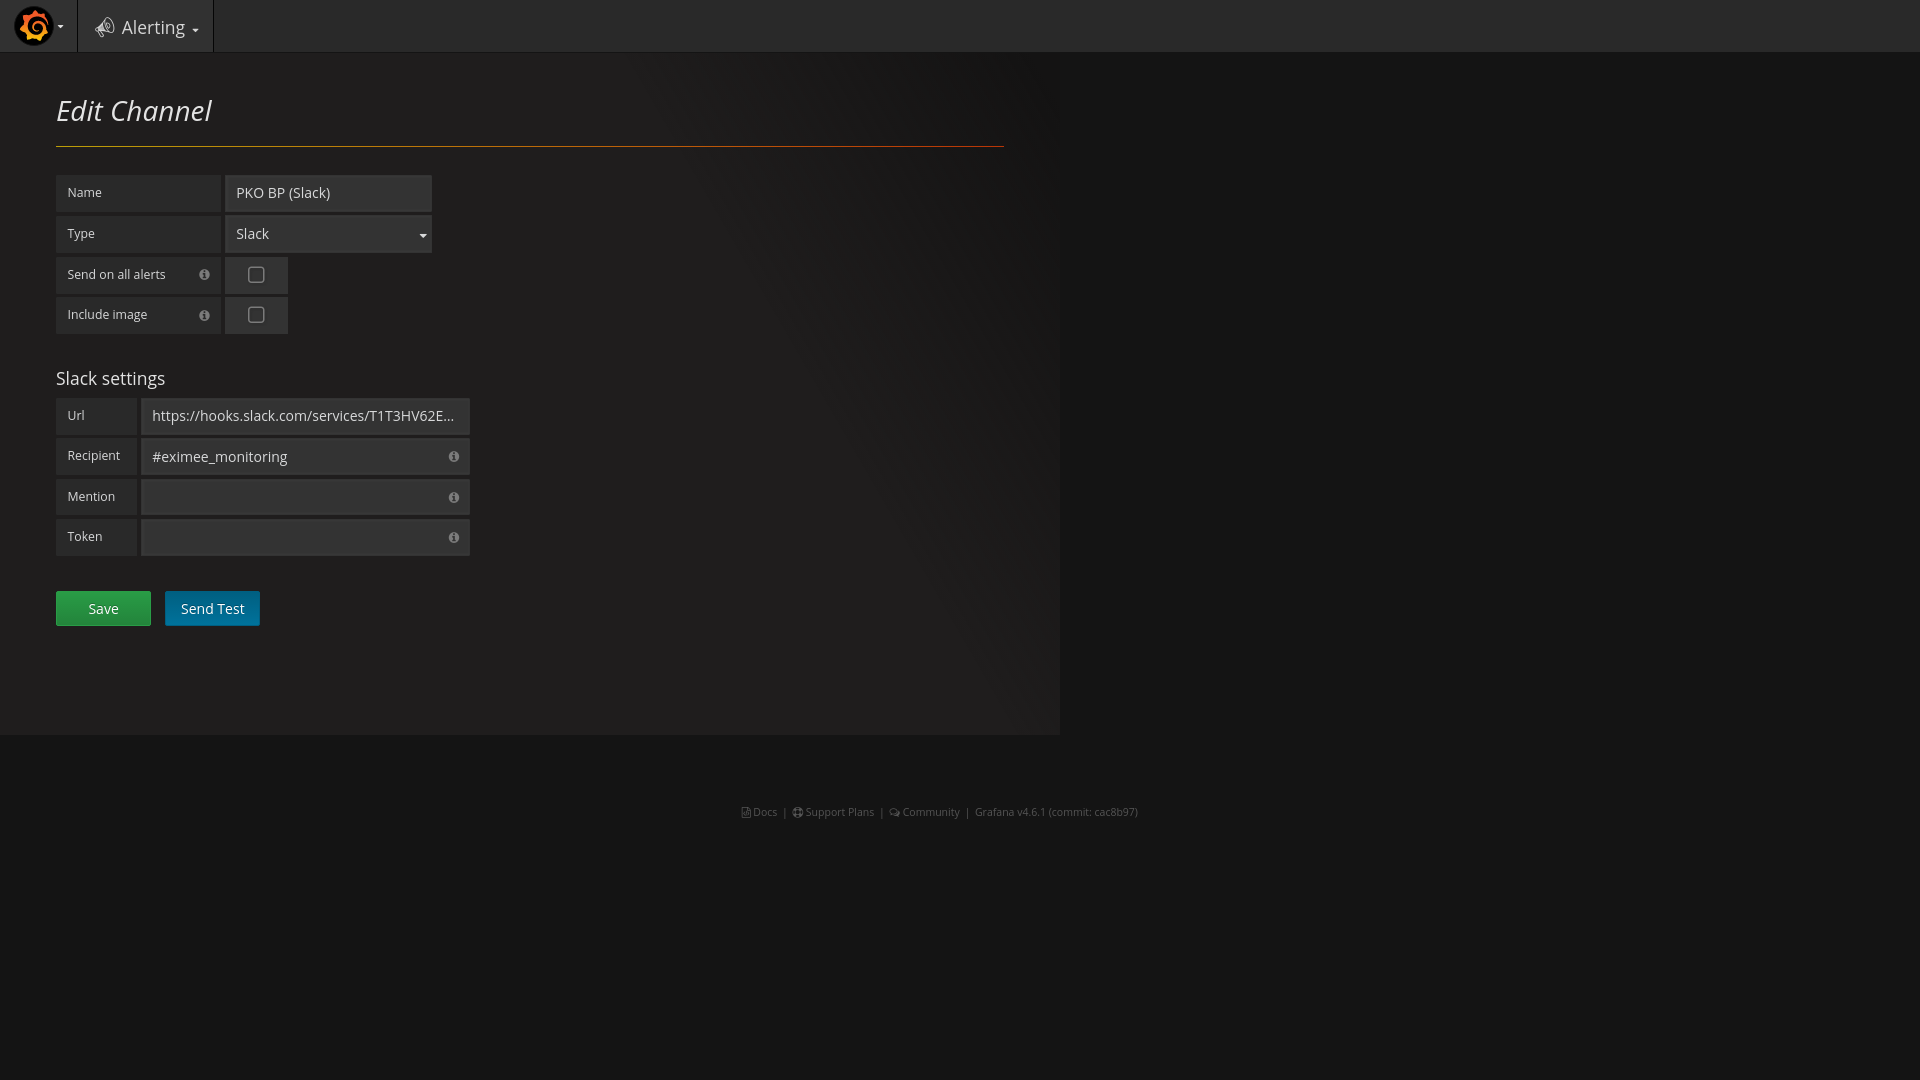 Alerting
Edit Channel
Name
PKO BP (Slack)
Type
Slack
Send on all alerts
Include image
Slack settings
Url
https://hooks.slack.com/services/T1T3HV62E...
Recipient
#eximee_monitoring
Mention
Token
Save
Send Test
Docs | Support Plans | Community | Grafana v4.6.1 (commit: cac8b97)